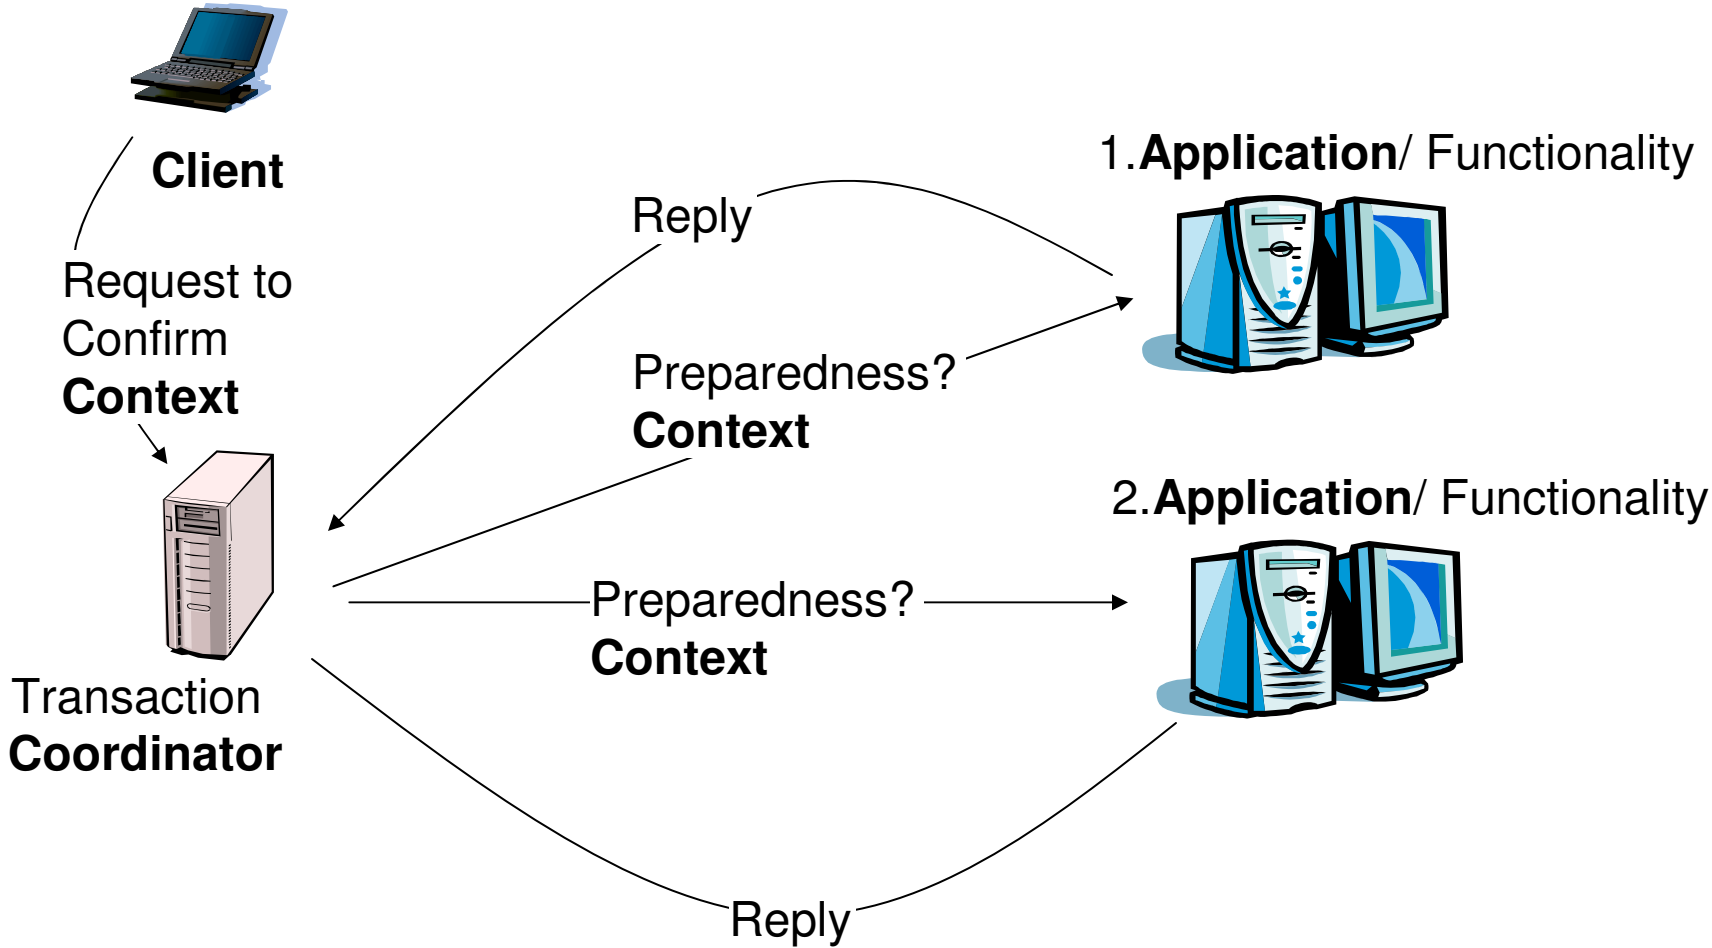 Client
1.Application/ Functionality
Reply
Request to
Confirm
Context
Preparedness?
Context
2.Application/ Functionality
Preparedness?
Context
Transaction
Coordinator
Reply